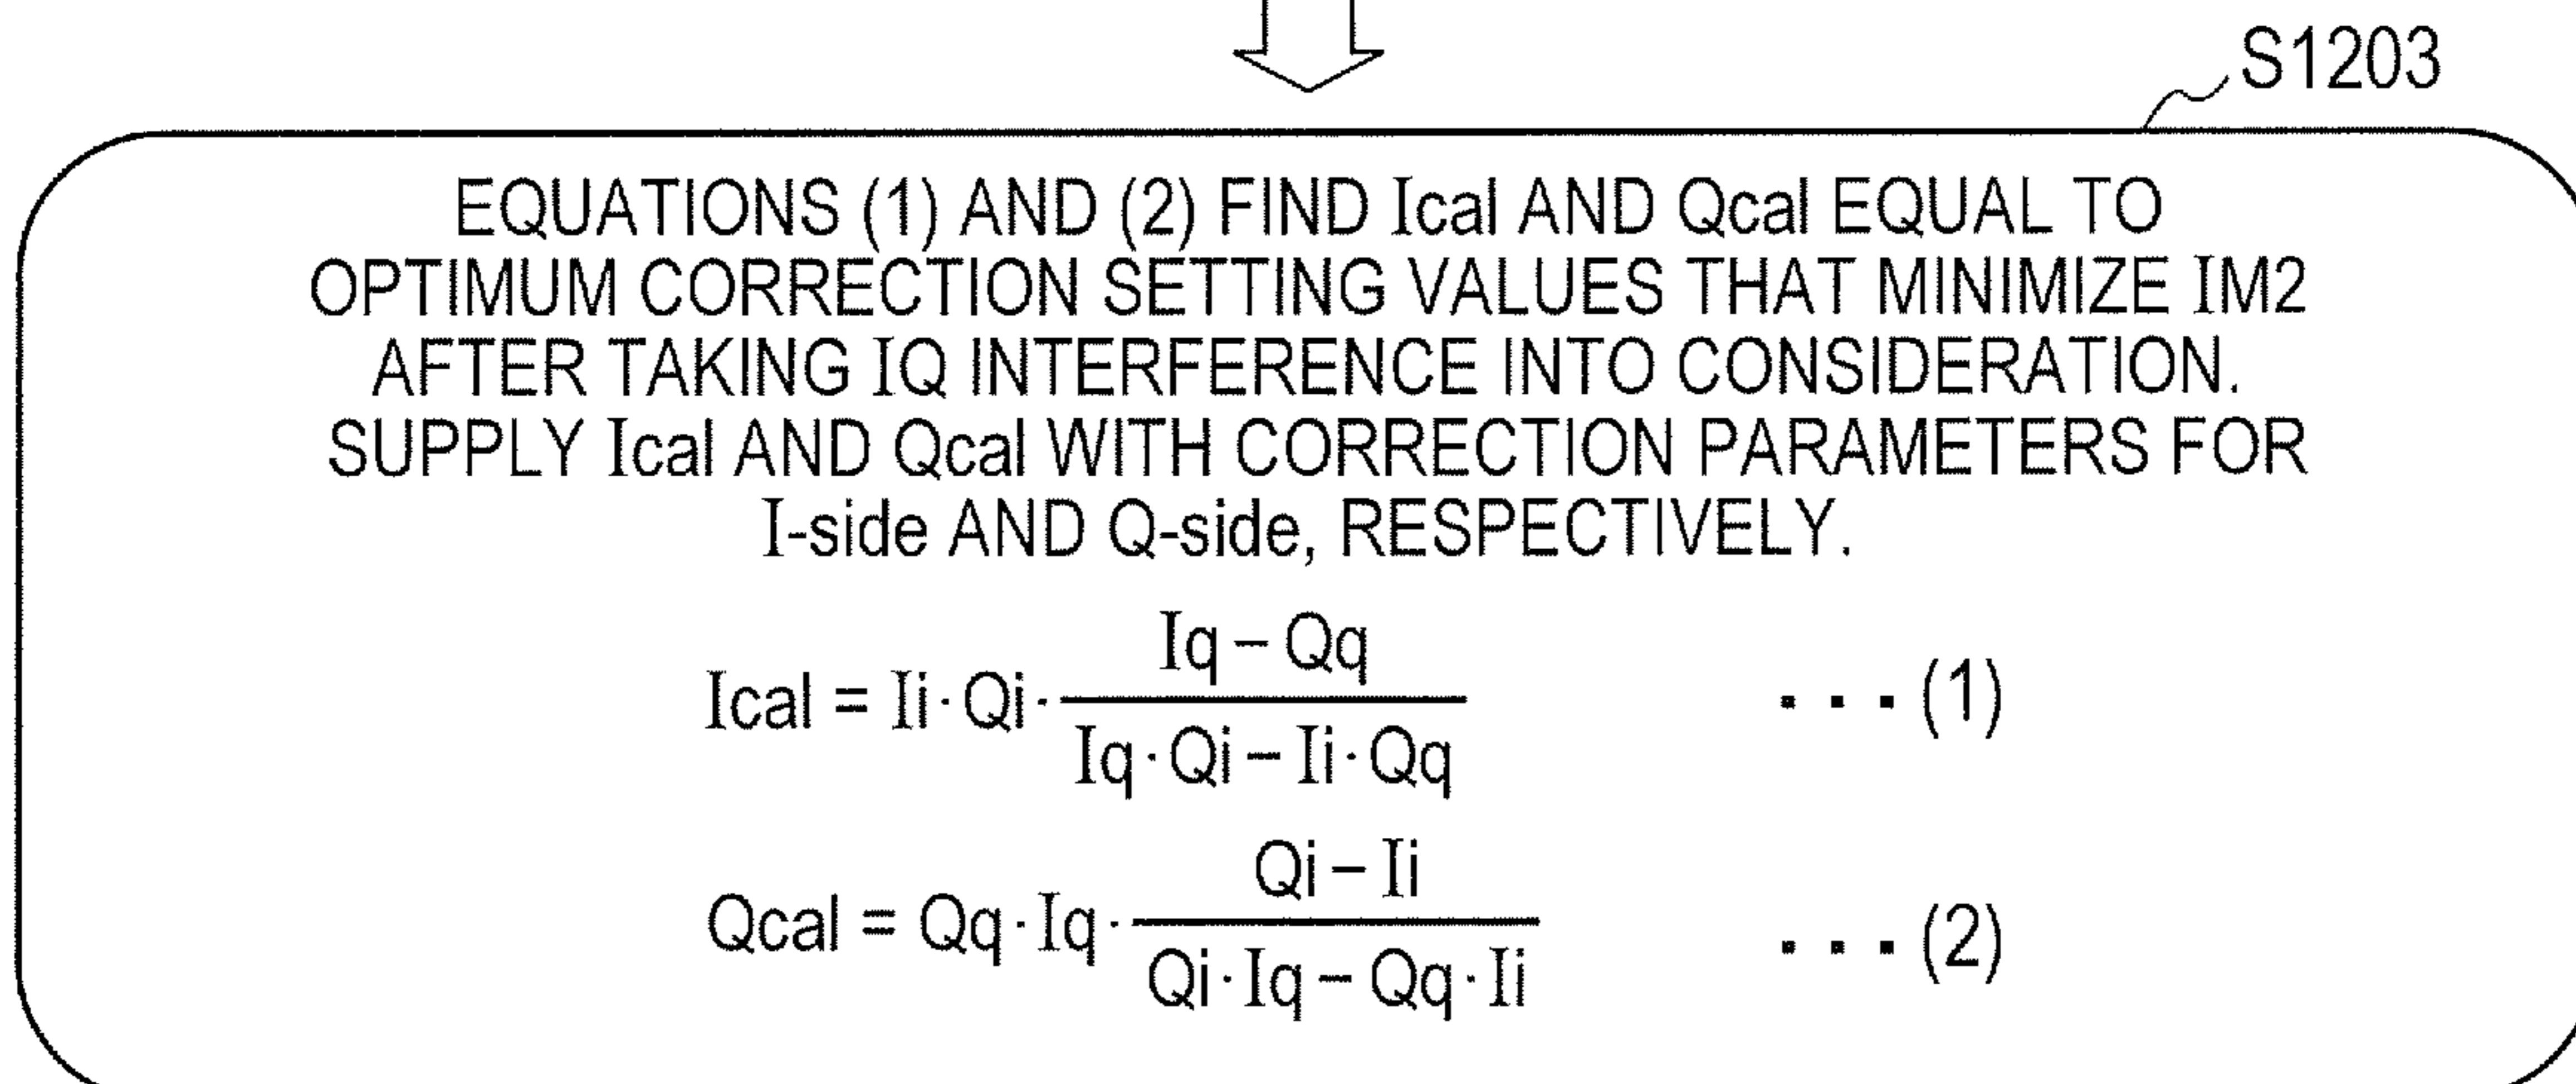 S1203
EQUATIONS (1) AND (2) FIND Ical AND Qcal EQUAL TO
OPTIMUM CORRECTION SETTING VALUES THAT MINIMIZE IM2
AFTER TAKING IQ INTERFERENCE INTO CONSIDERATION.
SUPPLY Ical AND Qcal WITH CORRECTION PARAMETERS FOR
I-side AND Q-side, RESPECTIVELY.
Iq – Qq
Ical = Ii · Qi · ··· (1)
Iq · Qi – Ii · Qq
Qi – Ii
Qcal = Qq · Iq · ··· (2)
Qi · Iq – Qq · Ii